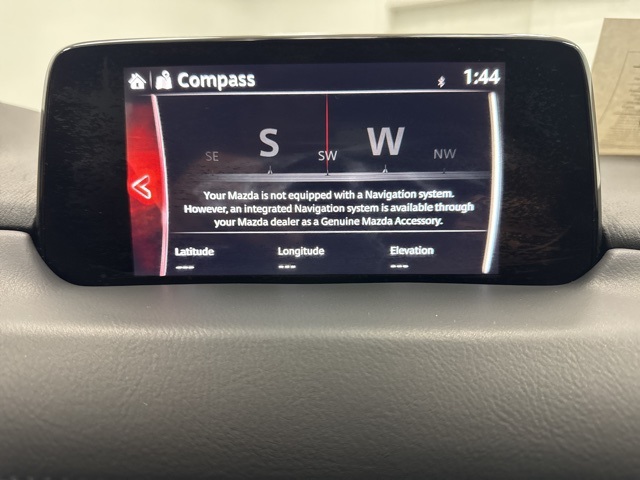 Compass
1:44
SE S SW W NW
Your Mazda is not equipped with a Navigation system.
However, an integrated Navigation system is available through
your Mazda dealer as a Genuine Mazda Accessory.
Latitude Longitude Elevation
--- --- ---